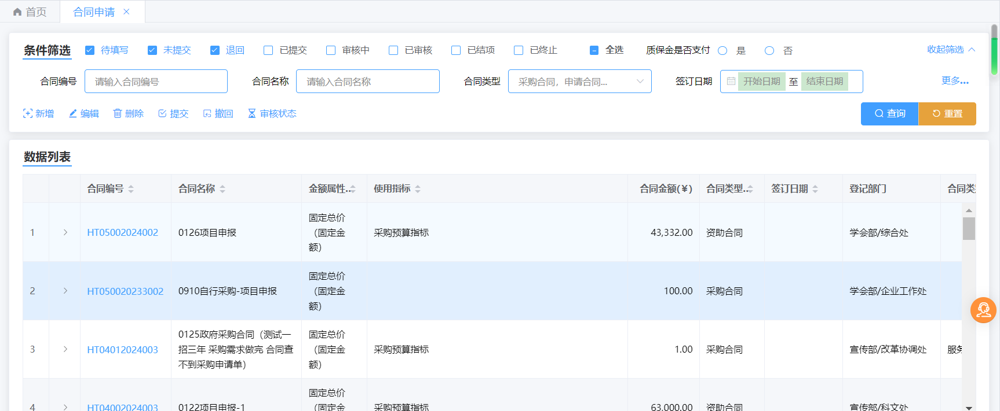 首页 合同申请
条件筛选 待填写 未提交 退回 已提交 审核中 已审核 已结项 已终止 全选 质保金是否支付 是 否 收起筛选
合同编号 请输入合同编号 合同名称 请输入合同名称 合同类型 采购合同，申请合同... 签订日期 开始日期 至 结束日期 更多...
新增 编辑 删除 提交 撤回 审核状态 查询 重置
数据列表
合同编号 合同名称 金额属性.. 使用指标 合同金额(¥) 合同类型.. 签订日期 登记部门 合同类
固定总价
1 HT05002024002 0126项目申报 （固定金 采购预算指标 43,332.00 资助合同 学会部/综合处
额）
固定总价
2 HT050020233002 0910自行采购-项目申报 （固定金 100.00 采购合同 学会部/企业工作处
额）
0125政府采购合同（测试一 固定总价
3 HT04012024003 招三年 采购需求做完 合同查 （固定金 采购预算指标 1.00 采购合同 宣传部/改革协调处 服务
不到采购申请单） 额）
固定总价
4 HT04002024003 0122项目申报-1 （固定金 采购预算指标 63,000.00 资助合同 宣传部/科文处